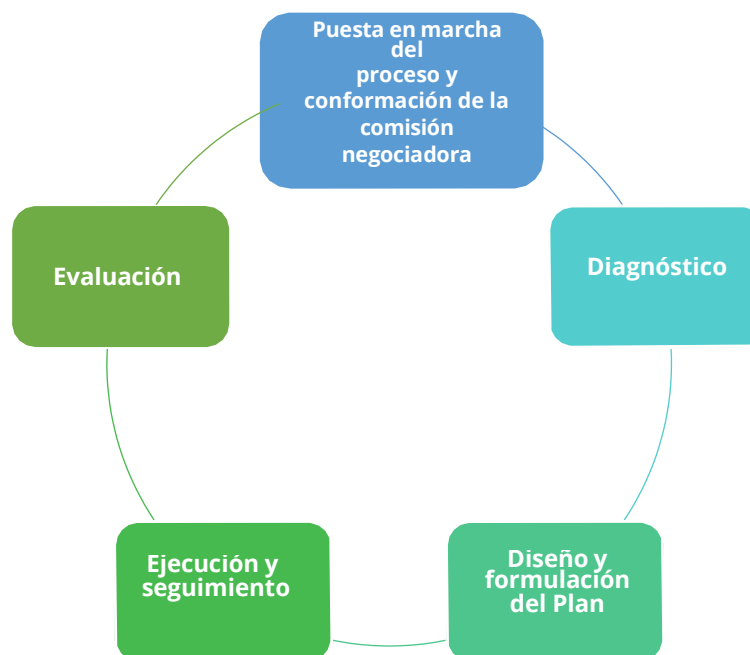 Puesta en marcha
del
proceso y
conformación de la
comisión
negociadora
Evaluación
Diagnóstico
Ejecución y
seguimiento
Diseño y
formulación
del Plan